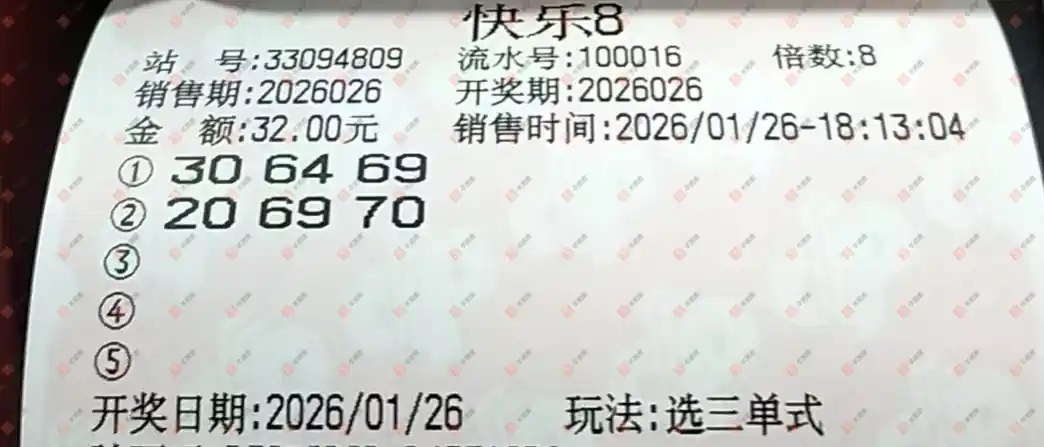 快乐8
站 号:33094809 流水号:100016 倍数:8
销售期:2026026 开奖期:2026026
金 额:32.00元 销售时间:2026/01/26-18:13:04
① 30 64 69
② 20 69 70
③
④
⑤
开奖日期:2026/01/26 玩法:选三单式